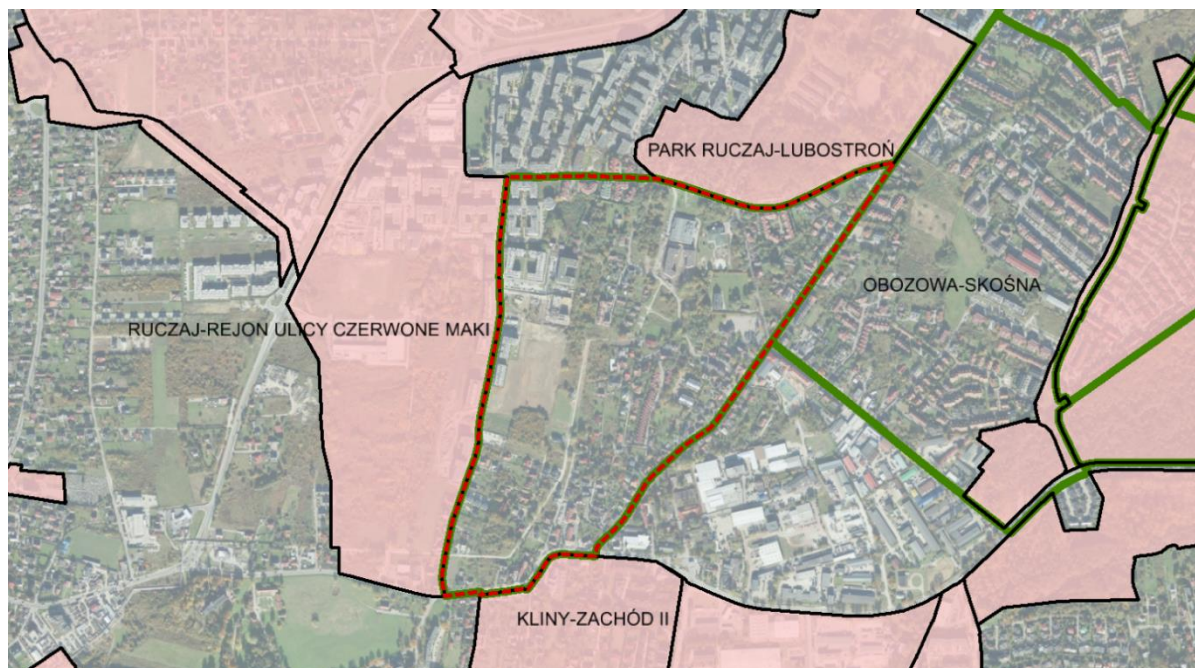 PARK RUCZAJ-LUBOSTROŃ
OBOZOWA-SKOŚNA
RUCZAJ-REJON ULICY CZERWONE MAKI
KLINY-ZACHÓD II